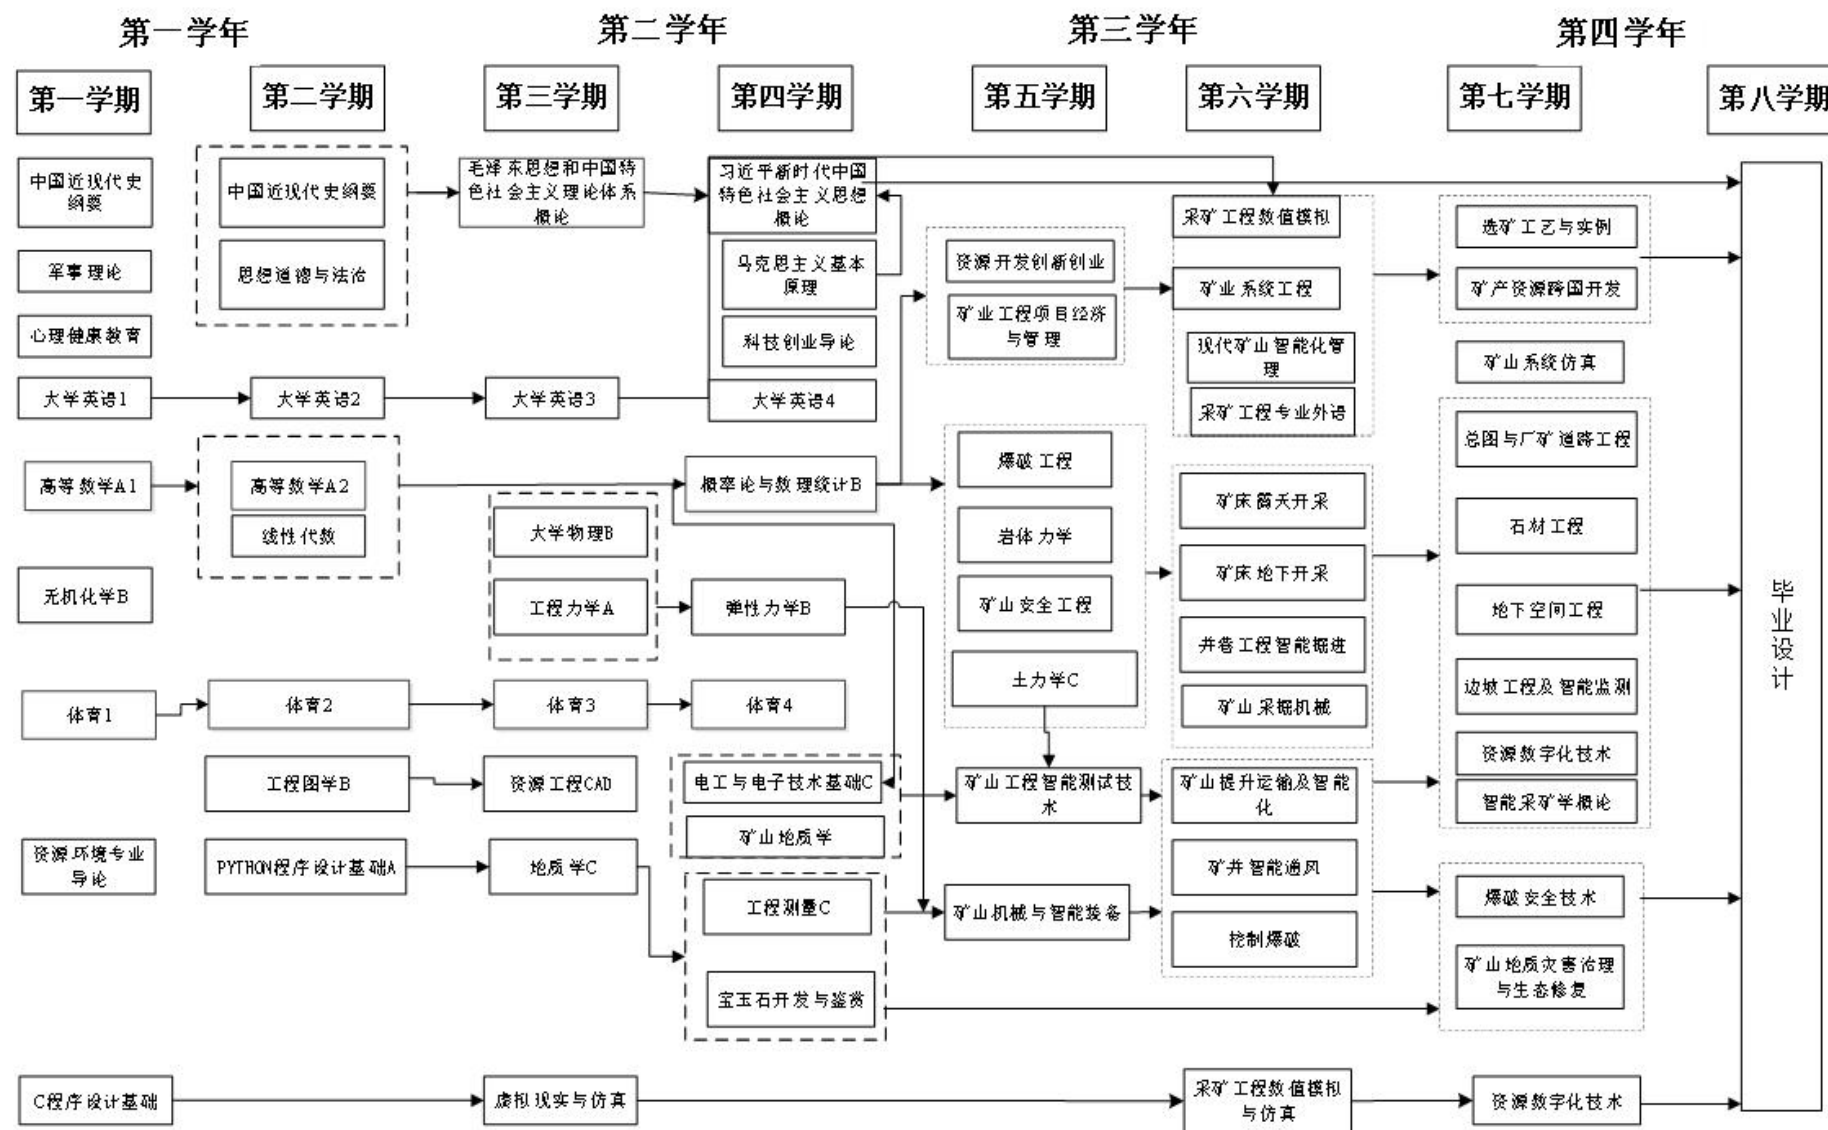 第一学年
第二学年
第三学年
第四学年
第一学期
第二学期
第三学期
第四学期
第五学期
第六学期
第七学期
第八学期
中国近现代史
纲要
军事理论
心理健康教育
大学英语1
高等数学A1
无机化学B
体育1
资源环境专业
导论
C程序设计基础
中国近现代史纲要
思想道德与法治
大学英语2
高等数学A2
线性代数
体育2
工程图学B
PYTHON程序设计基础A
毛泽东思想和中国特
色社会主义理论体系
概论
大学英语3
大学物理B
工程力学A
体育3
资源工程CAD
地质学C
虚拟现实与仿真
习近平新时代中国
特色社会主义思想
概论
马克思主义基本
原理
科技创业导论
大学英语4
概率论与数理统计B
弹性力学B
体育4
电工与电子技术基础C
矿山地质学
工程测量C
宝玉石开发与鉴赏
资源开发创新创业
矿业工程项目经济
与管理
爆破工程
岩体力学
矿山安全工程
土力学C
矿山工程智能测试技
术
矿山机械与智能装备
采矿工程数值模拟
矿业系统工程
现代矿山智能化管
理
采矿工程专业外语
矿床露天开采
矿床地下开采
井巷工程智能掘进
矿山采掘机械
矿山提升运输及智能
化
矿井智能通风
控制爆破
采矿工程数值模拟
与仿真
选矿工艺与实例
矿产资源跨国开发
矿山系统仿真
总图与厂矿道路工程
石材工程
地下空间工程
边坡工程及智能监测
资源数字化技术
智能采矿学概论
爆破安全技术
矿山地质灾害治理
与生态修复
资源数字化技术
毕业设计